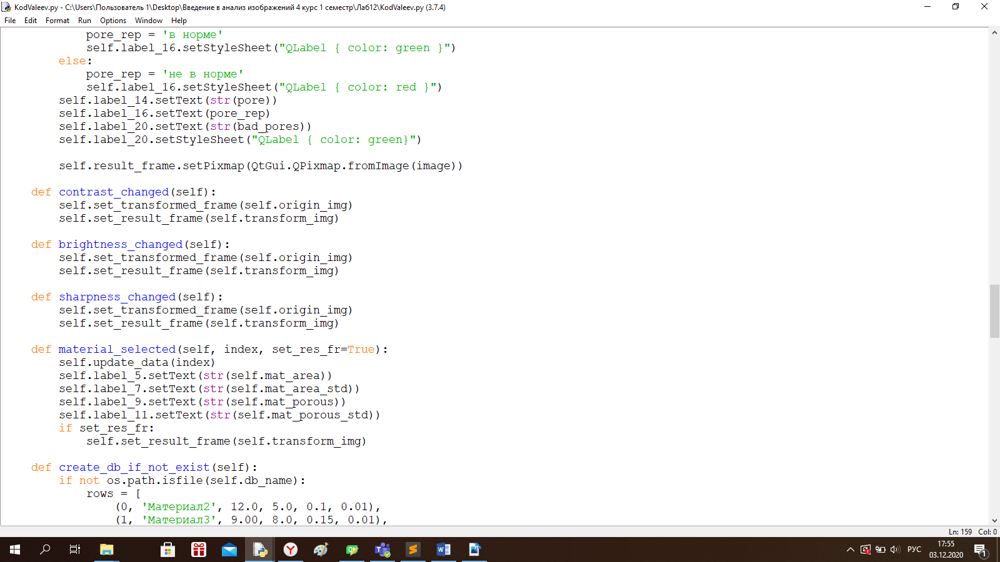 KodValeev.py - C:\Users\Пользователь 1\Desktop\Введение в анализ изображений 4 курс 1 семестр\Лаб12\KodValeev.py (3.7.4)
File Edit Format Run Options Window Help
        pore_rep = 'в норме'
        self.label_16.setStyleSheet("QLabel { color: green }")
    else:
        pore_rep = 'не в норме'
        self.label_16.setStyleSheet("QLabel { color: red }")
    self.label_14.setText(str(pore))
    self.label_16.setText(pore_rep)
    self.label_20.setText(str(bad_pores))
    self.label_20.setStyleSheet("QLabel { color: green}")
    self.result_frame.setPixmap(QtGui.QPixmap.fromImage(image))
def contrast_changed(self):
    self.set_transformed_frame(self.origin_img)
    self.set_result_frame(self.transform_img)
def brightness_changed(self):
    self.set_transformed_frame(self.origin_img)
    self.set_result_frame(self.transform_img)
def sharpness_changed(self):
    self.set_transformed_frame(self.origin_img)
    self.set_result_frame(self.transform_img)
def material_selected(self, index, set_res_fr=True):
    self.update_data(index)
    self.label_5.setText(str(self.mat_area))
    self.label_7.setText(str(self.mat_area_std))
    self.label_9.setText(str(self.mat_porous))
    self.label_11.setText(str(self.mat_porous_std))
    if set_res_fr:
        self.set_result_frame(self.transform_img)
def create_db_if_not_exist(self):
    if not os.path.isfile(self.db_name):
        rows = [
            (0, 'Материал2', 12.0, 5.0, 0.1, 0.01),
            (1, 'Материал3', 9.00, 8.0, 0.15, 0.01),
Ln: 159 Col: 0
РУС
17:55
03.12.2020
1